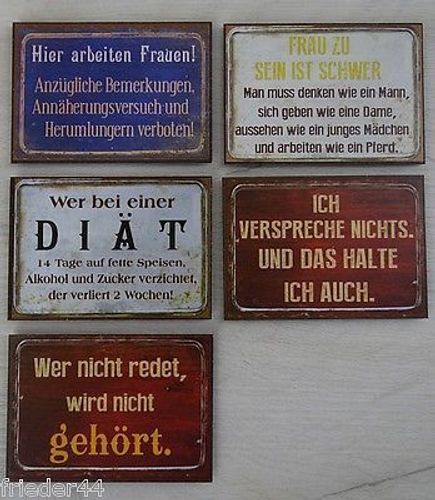 Hier arbeiten Frauen!
Anzügliche Bemerkungen,
Annäherungsversuch und
Herumlungern verboten!
FRAU ZU
SEIN IST SCHWER
Man muss denken wie ein Mann,
sich geben wie eine Dame,
aussehen wie ein junges Mädchen
und arbeiten wie ein Pferd.
Wer bei einer
DIÄT
14 Tage auf fette Speisen,
Alkohol und Zucker verzichtet,
der verliert 2 Wochen!
ICH
VERSPRECHE NICHTS.
UND DAS HALTE
ICH AUCH.
Wer nicht redet,
wird nicht
gehört.
frieder44